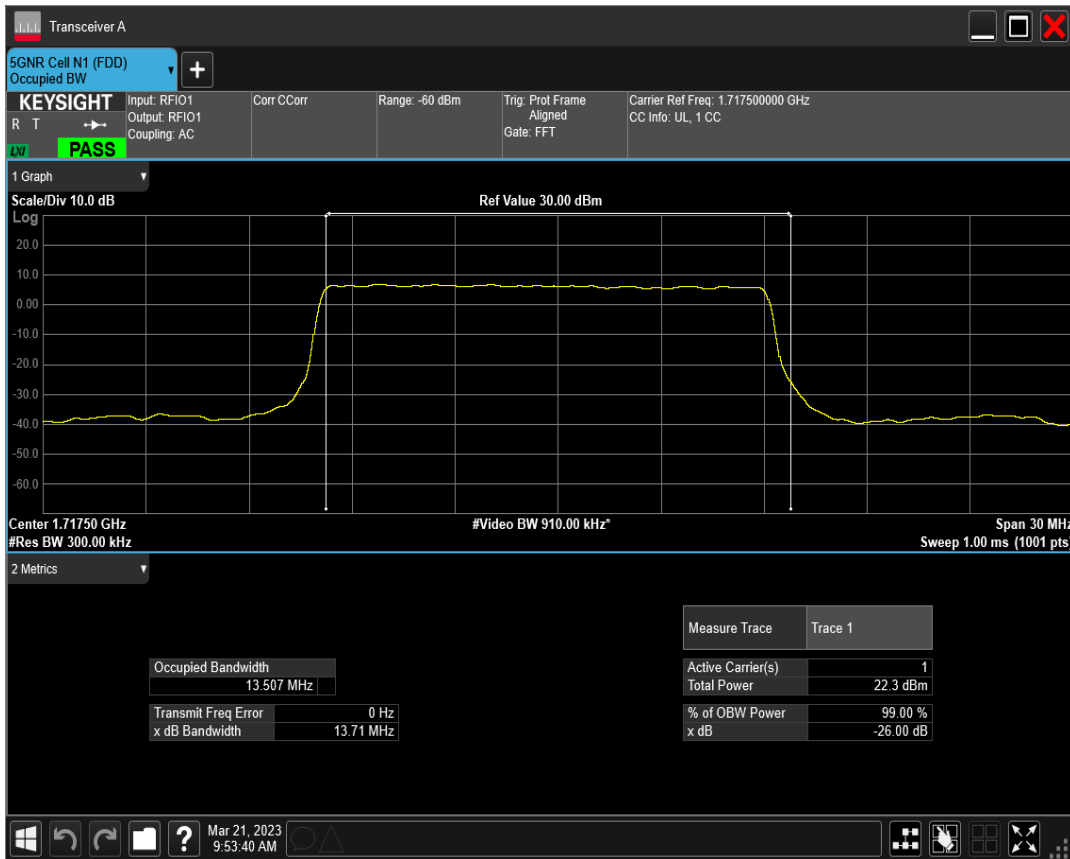 Transceiver A
5GNR Cell N1 (FDD)
Occupied BW
+
KEYSIGHT
R T
LXI
PASS
Input: RFIO1
Output: RFIO1
Coupling: AC
Corr CCorr
Range: -60 dBm
Trig: Prot Frame
Aligned
Gate: FFT
Carrier Ref Freq: 1.717500000 GHz
CC Info: UL, 1 CC
1 Graph
Scale/Div 10.0 dB
Ref Value 30.00 dBm
Log
20.0
10.0
0.00
-10.0
-20.0
-30.0
-40.0
-50.0
-60.0
Center 1.71750 GHz
#Video BW 910.00 kHz*
Span 30 MHz
#Res BW 300.00 kHz
Sweep 1.00 ms (1001 pts)
2 Metrics
Measure Trace Trace 1
Occupied Bandwidth
13.507 MHz
Active Carrier(s) 1
Total Power 22.3 dBm
Transmit Freq Error 0 Hz
x dB Bandwidth 13.71 MHz
% of OBW Power 99.00 %
x dB -26.00 dB
?
Mar 21, 2023
9:53:40 AM